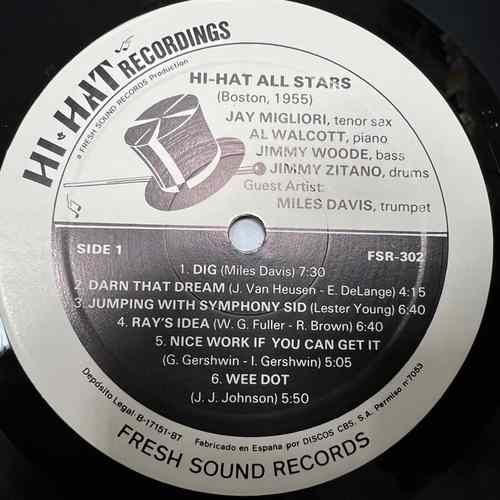 HI-HAT RECORDINGS
a FRESH SOUND RECORDS Production
HI-HAT ALL STARS
(Boston, 1955)
JAY MIGLIORI, tenor sax
AL WALCOTT, piano
JIMMY WOODE, bass
JIMMY ZITANO, drums
Guest Artist:
MILES DAVIS, trumpet
SIDE 1
FSR-302
1. DIG (Miles Davis) 7:30
2. DARN THAT DREAM (J. Van Heusen - E. DeLange) 4:15
3. JUMPING WITH SYMPHONY SID (Lester Young) 6:40
4. RAY'S IDEA (W. G. Fuller - R. Brown) 6:40
5. NICE WORK IF YOU CAN GET IT
(G. Gershwin - I. Gershwin) 5:05
6. WEE DOT
(J. J. Johnson) 5:50
Depósito Legal B-17151-87 Fabricado en España por DISCOS CBS, S.A. Permiso n.º 7053
FRESH SOUND RECORDS